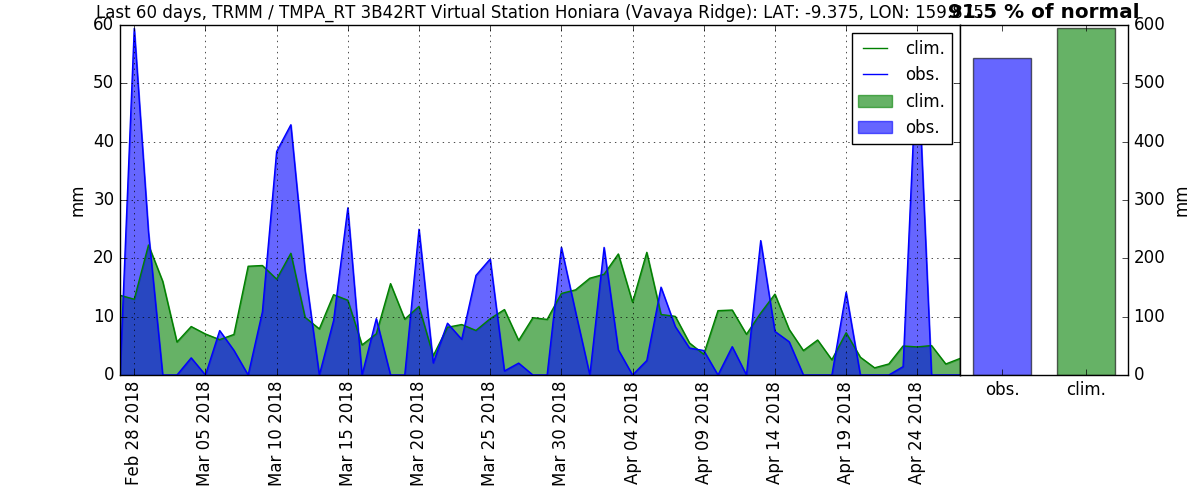 Last 60 days, TRMM / TMPA_RT 3B42RT Virtual Station Honiara (Vavaya Ridge): LAT: -9.375, LON:
91.5 % of normal
60
50
40
30
20
10
0
mm
clim.
obs.
clim.
obs.
600
500
400
300
200
100
0
mm
Feb 28 2018
Mar 05 2018
Mar 10 2018
Mar 15 2018
Mar 20 2018
Mar 25 2018
Mar 30 2018
Apr 04 2018
Apr 09 2018
Apr 14 2018
Apr 19 2018
Apr 24 2018
obs.
clim.